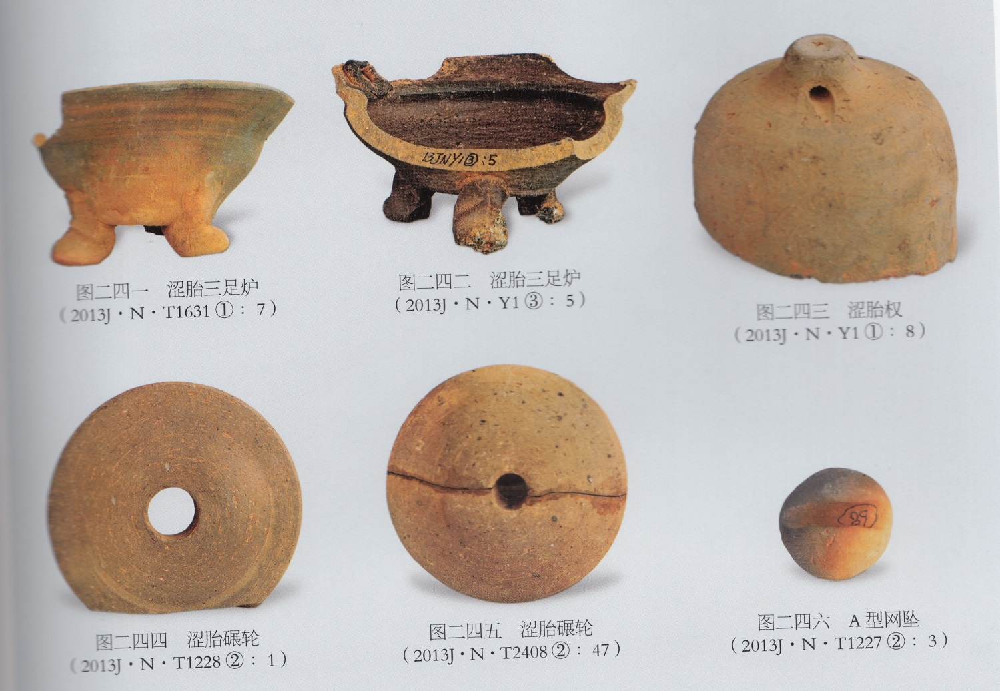 13JNY1③:5
图二四一 涩胎三足炉
（2013J·N·T1631①：7）
图二四二 涩胎三足炉
（2013J·N·Y1③：5）
图二四三 涩胎权
（2013J·N·Y1①：8）
89
图二四四 涩胎碾轮
（2013J·N·T1228②：1）
图二四五 涩胎碾轮
（2013J·N·T2408②：47）
图二四六 A型网坠
（2013J·N·T1227②：3）